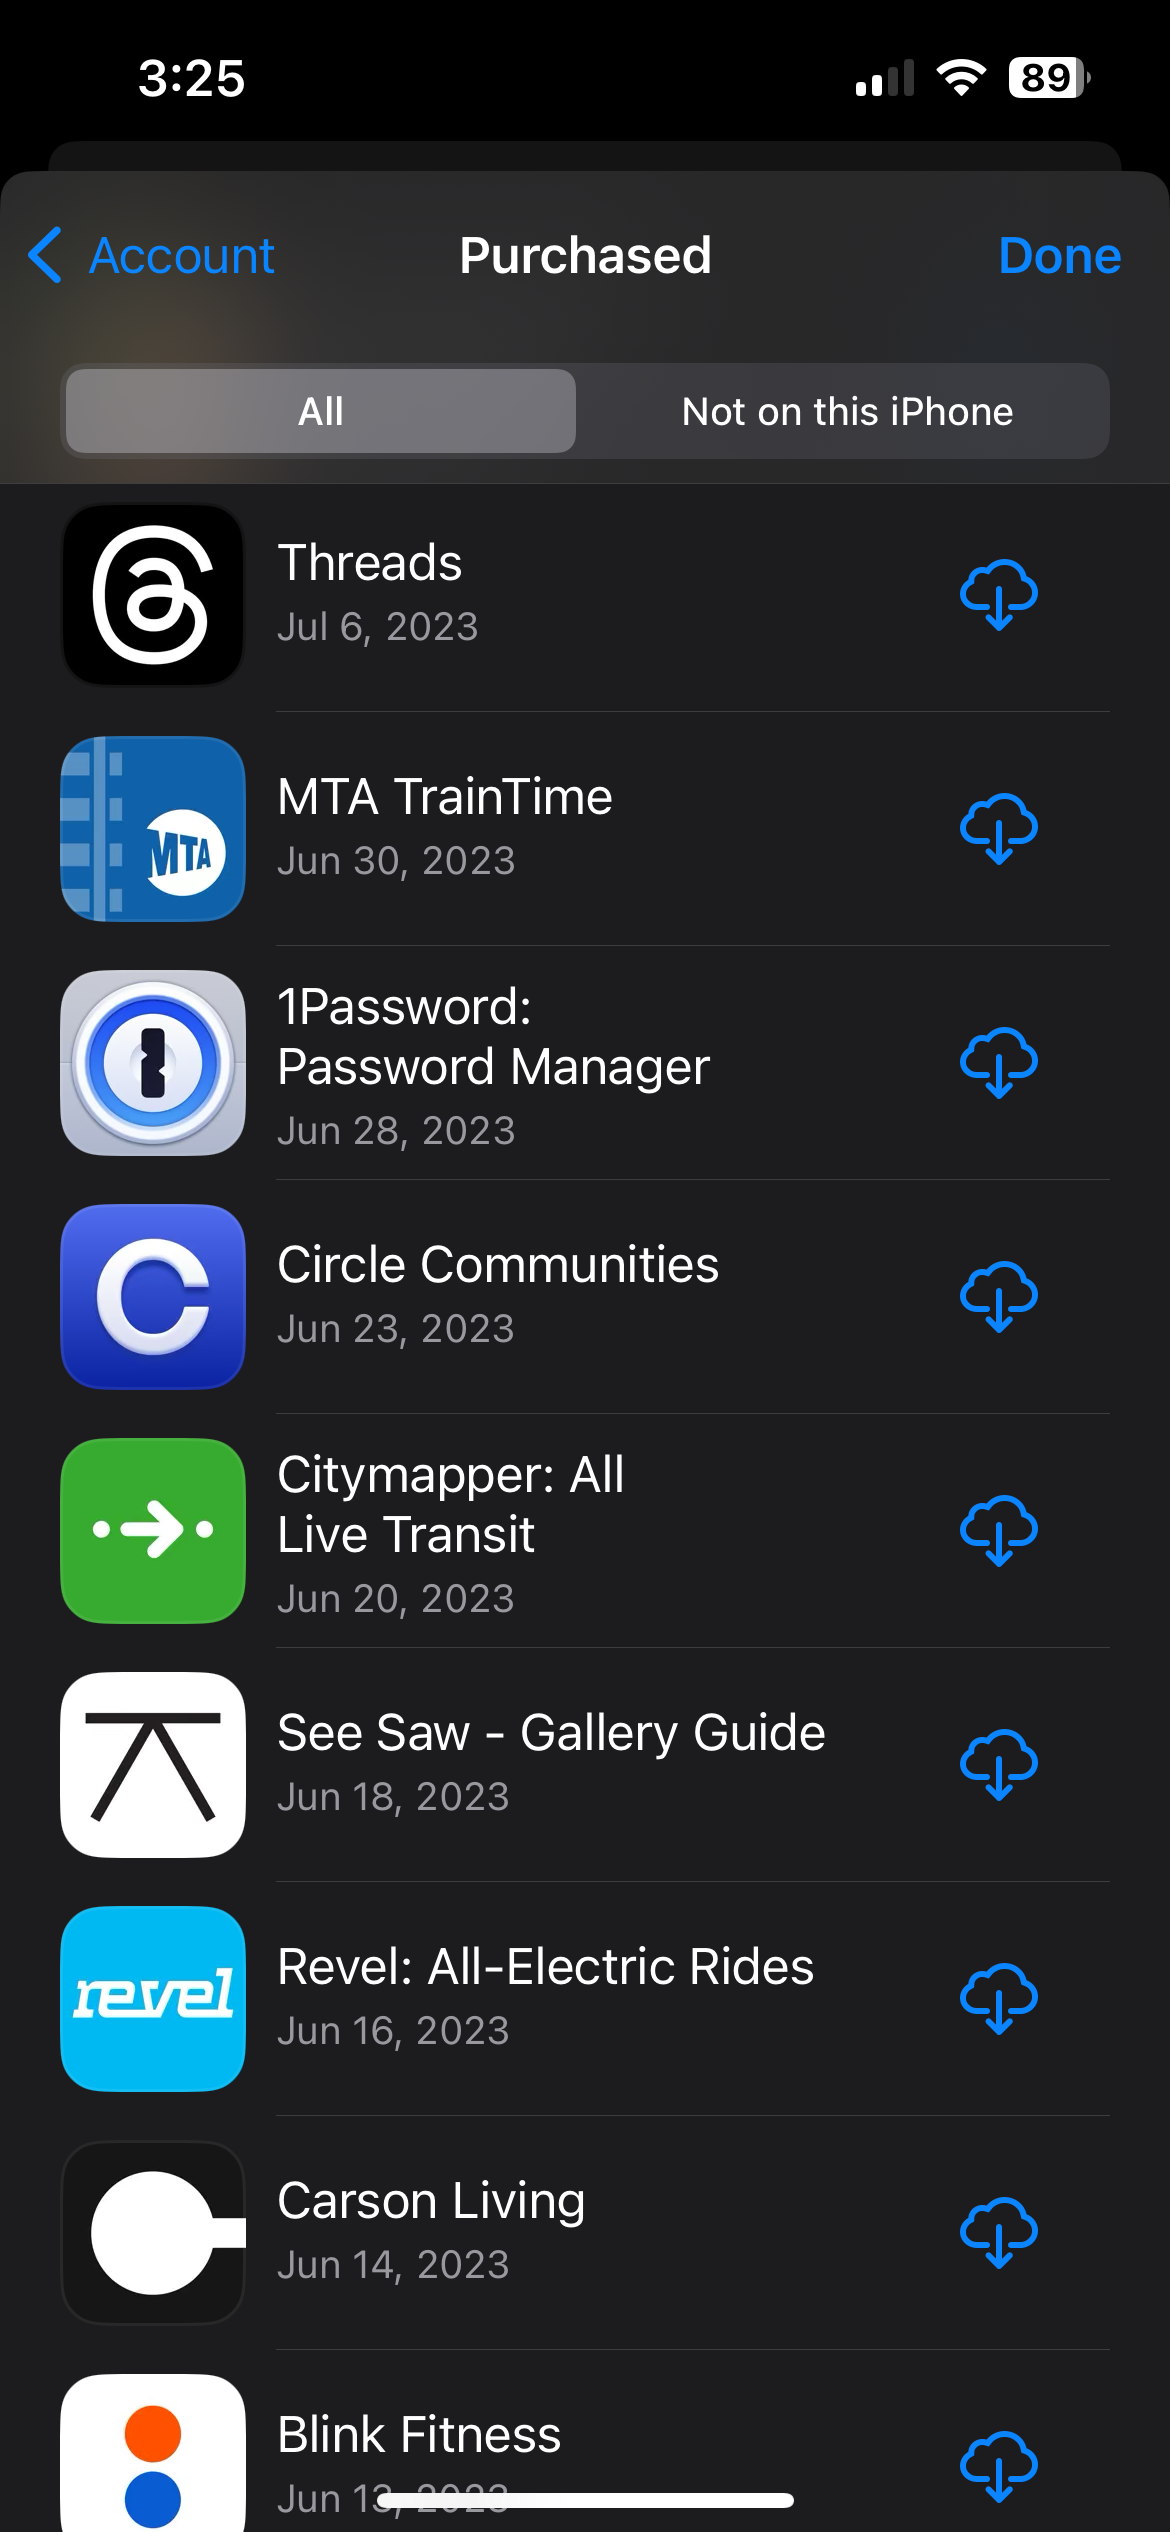 3:25
89
Account
Purchased
Done
All
Not on this iPhone
Threads
Jul 6, 2023
MTA
MTA TrainTime
Jun 30, 2023
1Password:
Password Manager
Jun 28, 2023
C
Circle Communities
Jun 23, 2023
Citymapper: All
Live Transit
Jun 20, 2023
See Saw - Gallery Guide
Jun 18, 2023
revel
Revel: All-Electric Rides
Jun 16, 2023
Carson Living
Jun 14, 2023
Blink Fitness
Jun 13, 2023